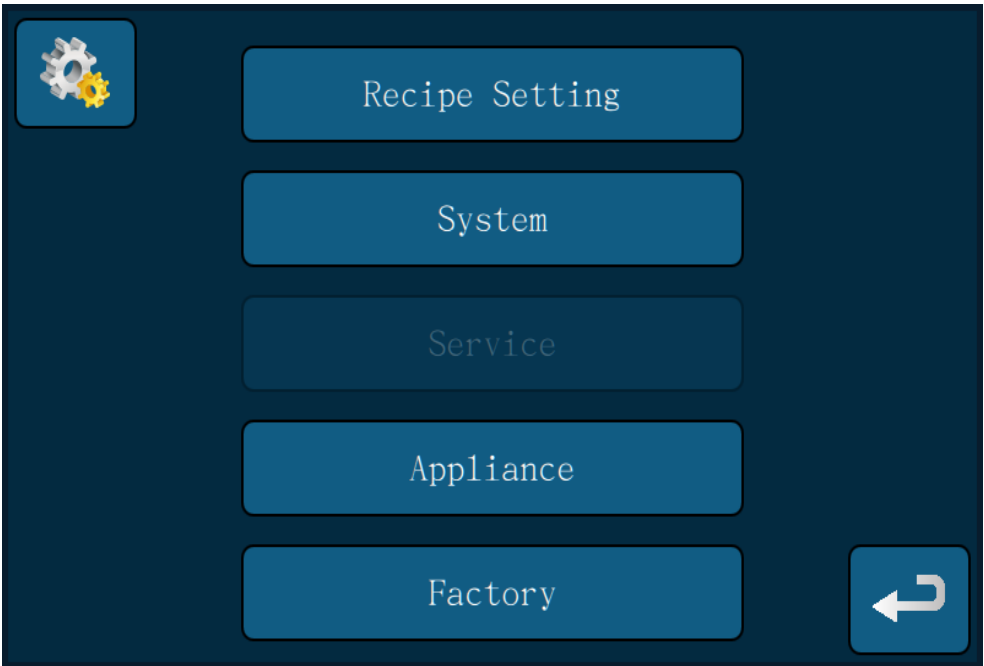 Recipe Setting
System
Service
Appliance
Factory